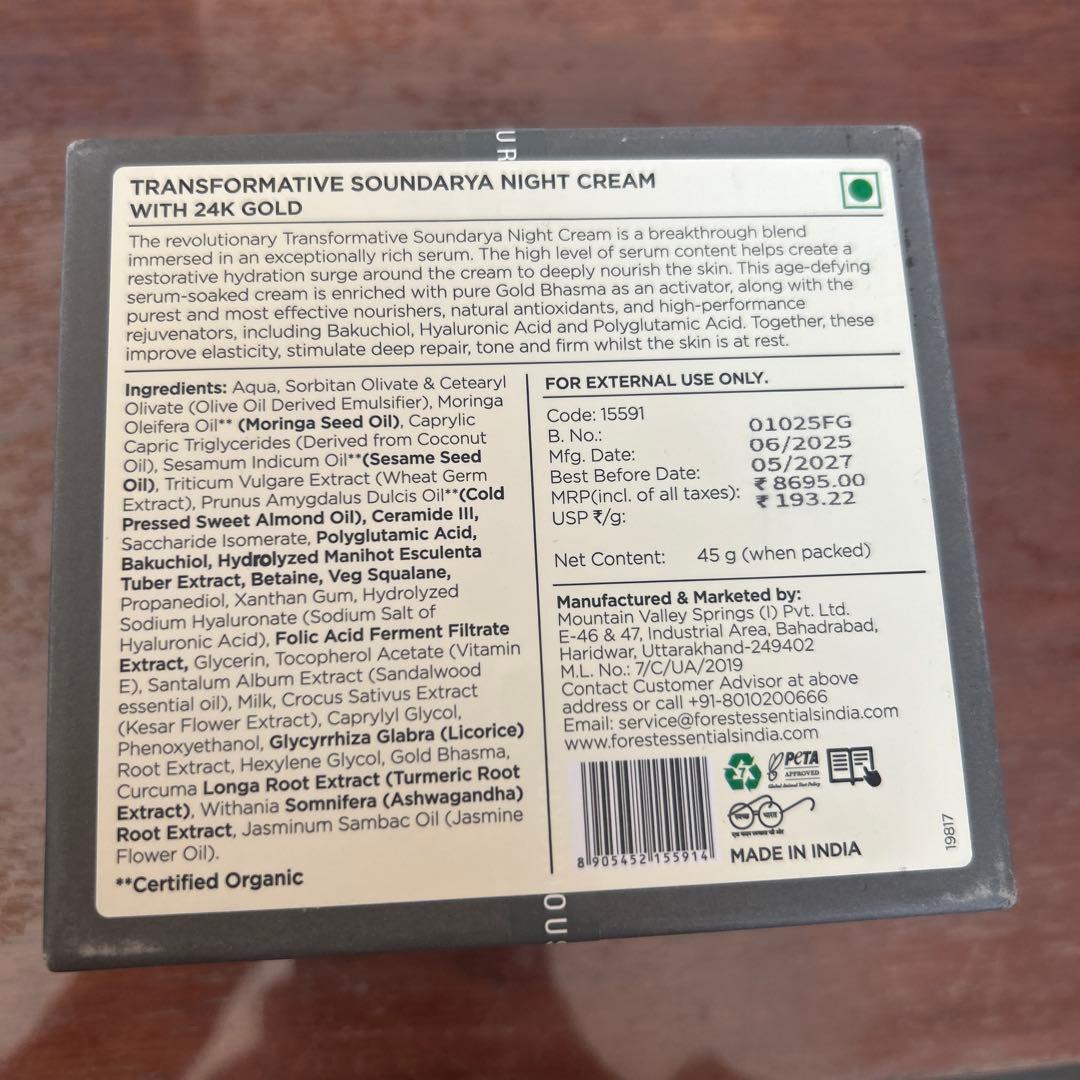 UR
TRANSFORMATIVE SOUNDARYA NIGHT CREAM
WITH 24K GOLD
The revolutionary Transformative Soundarya Night Cream is a breakthrough blend
immersed in an exceptionally rich serum. The high level of serum content helps create a
restorative hydration surge around the cream to deeply nourish the skin. This age-defying
serum-soaked cream is enriched with pure Gold Bhasma as an activator, along with the
purest and most effective nourishers, natural antioxidants, and high-performance
rejuvenators, including Bakuchiol, Hyaluronic Acid and Polyglutamic Acid. Together, these
improve elasticity, stimulate deep repair, tone and firm whilst the skin is at rest.
Ingredients: Aqua, Sorbitan Olivate & Cetearyl
Olivate (Olive Oil Derived Emulsifier), Moringa
Oleifera Oil** (Moringa Seed Oil), Caprylic
Capric Triglycerides (Derived from Coconut
Oil), Sesamum Indicum Oil**(Sesame Seed
Oil), Triticum Vulgare Extract (Wheat Germ
Extract), Prunus Amygdalus Dulcis Oil**(Cold
Pressed Sweet Almond Oil), Ceramide III,
Saccharide Isomerate, Polyglutamic Acid,
Bakuchiol, Hydrolyzed Manihot Esculenta
Tuber Extract, Betaine, Veg Squalane,
Propanediol, Xanthan Gum, Hydrolyzed
Sodium Hyaluronate (Sodium Salt of
Hyaluronic Acid), Folic Acid Ferment Filtrate
Extract, Glycerin, Tocopherol Acetate (Vitamin
E), Santalum Album Extract (Sandalwood
essential oil), Milk, Crocus Sativus Extract
(Kesar Flower Extract), Caprylyl Glycol,
Phenoxyethanol, Glycyrrhiza Glabra (Licorice)
Root Extract, Hexylene Glycol, Gold Bhasma,
Curcuma Longa Root Extract (Turmeric Root
Extract), Withania Somnifera (Ashwagandha)
Root Extract, Jasminum Sambac Oil (Jasmine
Flower Oil).
**Certified Organic
FOR EXTERNAL USE ONLY.
Code: 15591
B. No.: 01025FG
Mfg. Date: 06/2025
Best Before Date: 05/2027
MRP(incl. of all taxes): ₹ 8695.00
USP ₹/g: ₹ 193.22
Net Content: 45 g (when packed)
Manufactured & Marketed by:
Mountain Valley Springs (I) Pvt. Ltd.
E-46 & 47, Industrial Area, Bahadrabad,
Haridwar, Uttarakhand-249402
M.L. No.: 7/C/UA/2019
Contact Customer Advisor at above
address or call +91-8010200666
Email: service@forestessentialsindia.com
www.forestessentialsindia.com
7
PETA
APPROVED
Global Animal Test Policy
स्वच्छ भारत
एक कदम स्वच्छता की ओर
8 905452 155914
MADE IN INDIA
19817
OUS